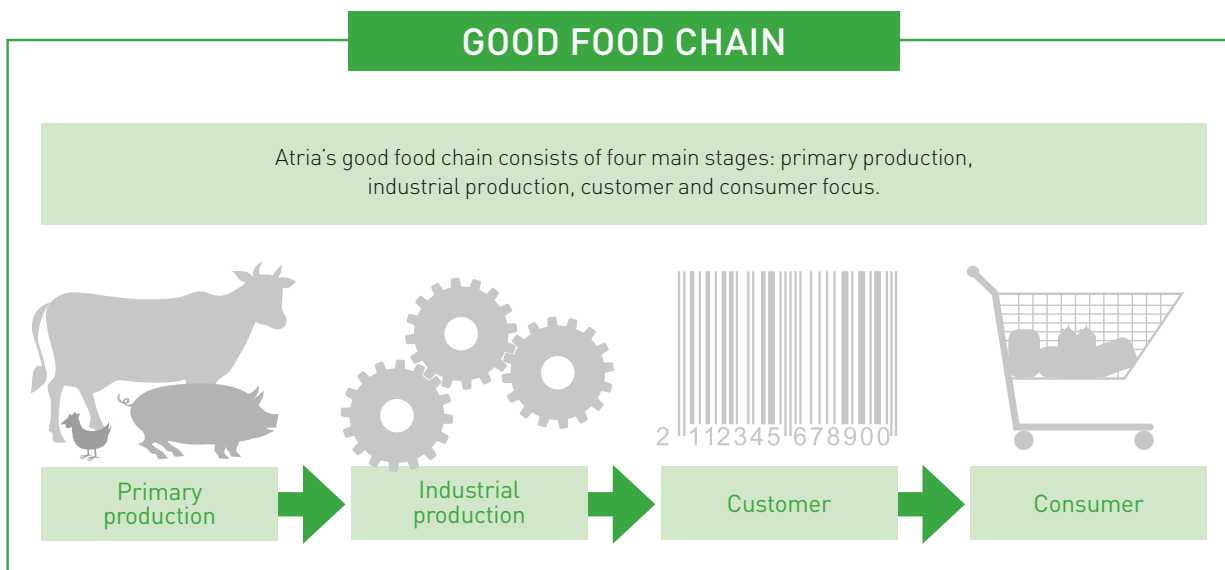 GOOD FOOD CHAIN
Atria’s good food chain consists of four main stages: primary production,
industrial production, customer and consumer focus.
2 112345 678900
Primary
production
Industrial
production
Customer
Consumer